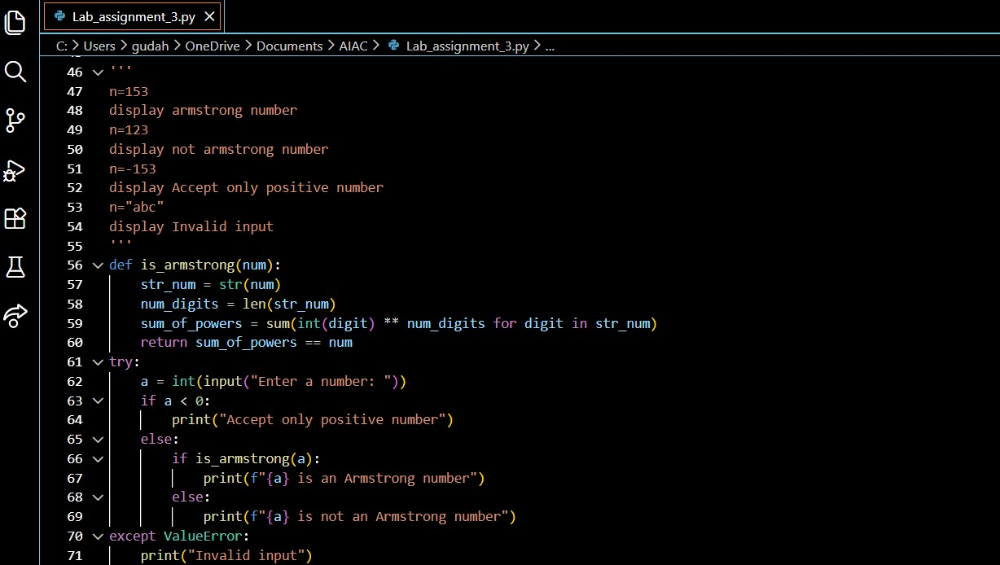 Lab_assignment_3.py
C: > Users > gudah > OneDrive > Documents > AIAC > Lab_assignment_3.py > ...
46 '''
47 n=153
48 display armstrong number
49 n=123
50 display not armstrong number
51 n=-153
52 display Accept only positive number
53 n="abc"
54 display Invalid input
55 '''
56 def is_armstrong(num):
57     str_num = str(num)
58     num_digits = len(str_num)
59     sum_of_powers = sum(int(digit) ** num_digits for digit in str_num)
60     return sum_of_powers == num
61 try:
62     a = int(input("Enter a number: "))
63     if a < 0:
64         print("Accept only positive number")
65     else:
66         if is_armstrong(a):
67             print(f"{a} is an Armstrong number")
68         else:
69             print(f"{a} is not an Armstrong number")
70 except ValueError:
71     print("Invalid input")